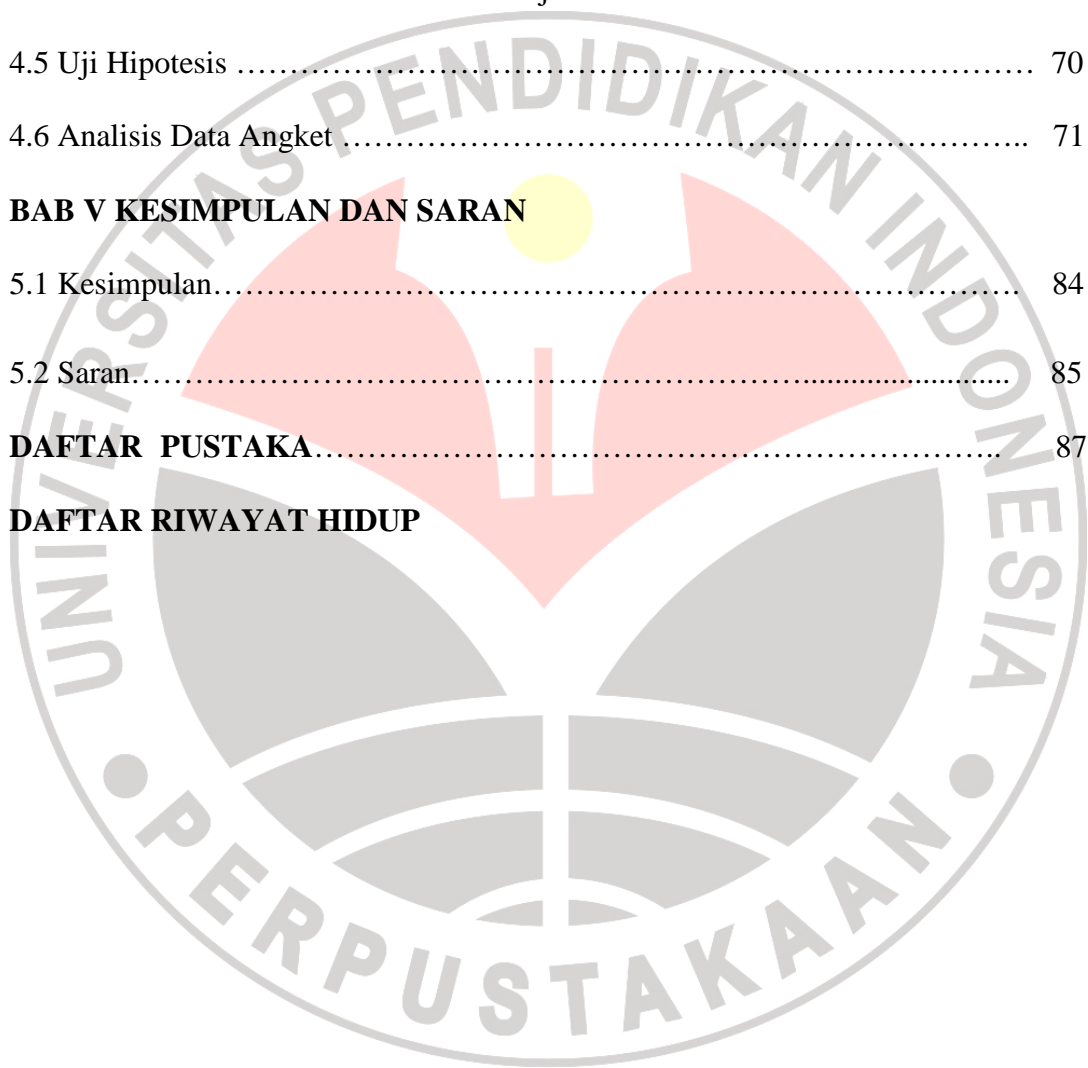 4.5 Uji Hipotesis ……………………………………………………………… 70
4.6 Analisis Data Angket …………………………………………………….. 71
BAB V KESIMPULAN DAN SARAN
5.1 Kesimpulan………………………………………………………………. 84
5.2 Saran……………………………………………………........................... 85
DAFTAR PUSTAKA…………………………………………………….. 87
DAFTAR RIWAYAT HIDUP
UNIVERSITAS PENDIDIKAN INDONESIA
PERPUSTAKAAN